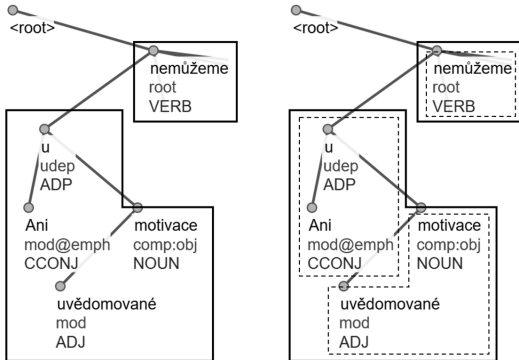 <root>
nemůžeme
root
VERB
u
udep
ADP
Ani
mod@emph
CCONJ
motivace
comp:obj
NOUN
uvědomované
mod
ADJ
<root>
nemůžeme
root
VERB
u
udep
ADP
Ani
mod@emph
CCONJ
motivace
comp:obj
NOUN
uvědomované
mod
ADJ